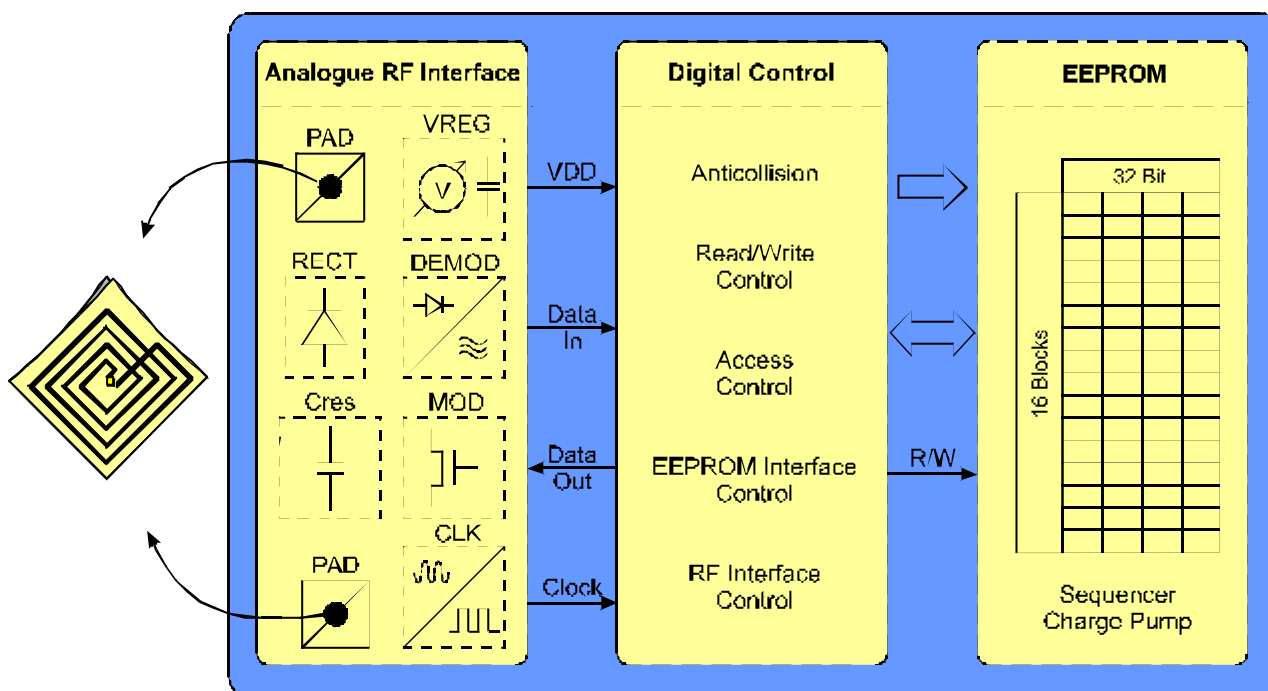 Analogue RF Interface
PAD
VREG
V
RECT
DEMOD
Cres
MOD
PAD
CLK
VDD
Data
In
Data
Out
Clock
Digital Control
Anticollision
Read/Write
Control
Access
Control
EEPROM Interface
Control
RF Interface
Control
R/W
EEPROM
32 Bit
16 Blocks
Sequencer
Charge Pump